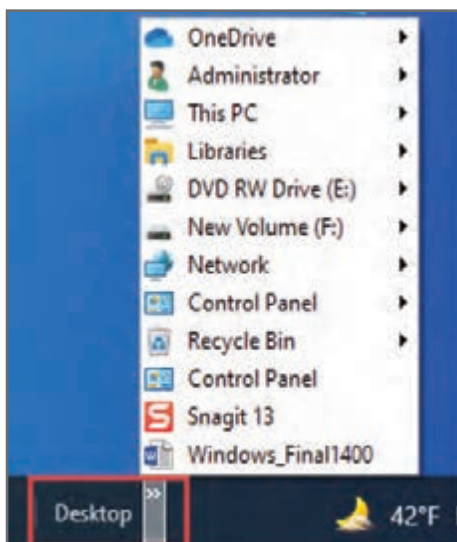 OneDrive
Administrator
This PC
Libraries
DVD RW Drive (E:)
New Volume (F:)
Network
Control Panel
Recycle Bin
Control Panel
Snagit 13
Windows_Final1400
Desktop »
42°F